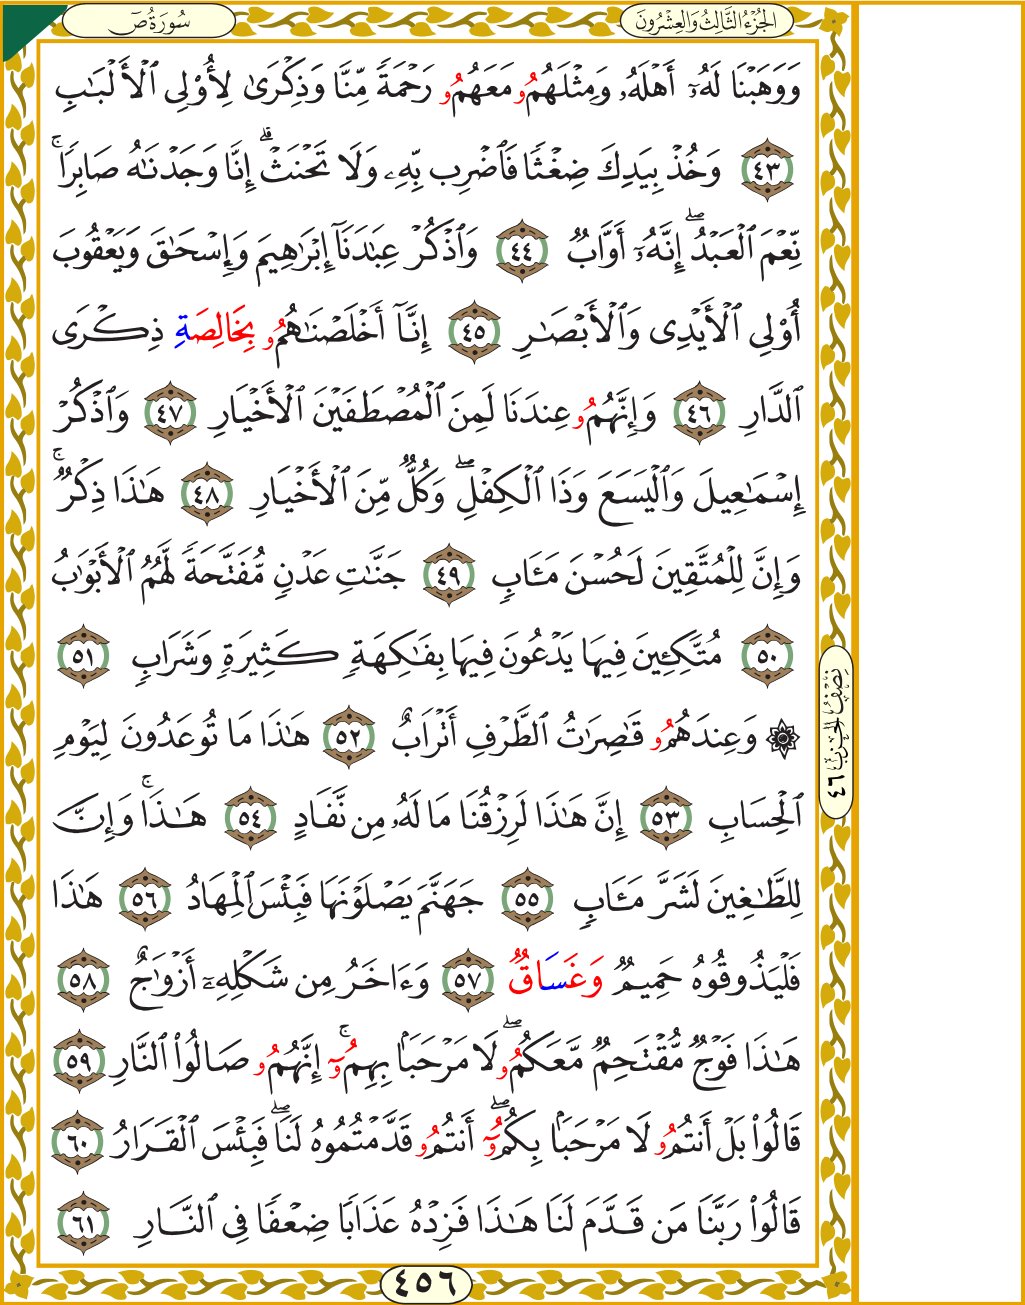 سُورَةُ صٓ
الجُزْءُ الثَّالِثُ وَالعِشْرُونَ
وَوَهَبْنَا لَهُۥٓ أَهْلَهُۥ وَمِثْلَهُمُۥ مَعَهُمُۥ رَحْمَةً مِّنَّا وَذِكْرَىٰ لِأُوْلِى ٱلْأَلْبَٰبِ
٤٣ وَخُذْ بِيَدِكَ ضِغْثًا فَٱضْرِب بِّهِۦ وَلَا تَحْنَثْۗ إِنَّا وَجَدْنَٰهُ صَابِرًاۚ
نِّعْمَ ٱلْعَبْدُۖ إِنَّهُۥٓ أَوَّابٌ ٤٤ وَٱذْكُرْ عِبَٰدَنَآ إِبْرَٰهِيمَ وَإِسْحَٰقَ وَيَعْقُوبَ
أُوْلِى ٱلْأَيْدِى وَٱلْأَبْصَٰرِ ٤٥ إِنَّآ أَخْلَصْنَٰهُمُۥ بِخَالِصَةِ ذِكْرَى
ٱلدَّارِ ٤٦ وَإِنَّهُمُۥ عِندَنَا لَمِنَ ٱلْمُصْطَفَيْنَ ٱلْأَخْيَارِ ٤٧ وَٱذْكُرْ
إِسْمَٰعِيلَ وَٱلْيَسَعَ وَذَا ٱلْكِفْلِۖ وَكُلٌّ مِّنَ ٱلْأَخْيَارِ ٤٨ هَٰذَا ذِكْرٌۚ
وَإِنَّ لِلْمُتَّقِينَ لَحُسْنَ مَـَٔابٍ ٤٩ جَنَّٰتِ عَدْنٍ مُّفَتَّحَةً لَّهُمُ ٱلْأَبْوَٰبُ
٥٠ مُتَّكِـِٔينَ فِيهَا يَدْعُونَ فِيهَا بِفَٰكِهَةٍ كَثِيرَةٍ وَشَرَابٍ ٥١
۞ وَعِندَهُمُۥ قَٰصِرَٰتُ ٱلطَّرْفِ أَتْرَابٌ ٥٢ هَٰذَا مَا تُوعَدُونَ لِيَوْمِ
ٱلْحِسَابِ ٥٣ إِنَّ هَٰذَا لَرِزْقُنَا مَا لَهُۥ مِن نَّفَادٍ ٥٤ هَٰذَاۚ وَإِنَّ
لِلطَّٰغِينَ لَشَرَّ مَـَٔابٍ ٥٥ جَهَنَّمَ يَصْلَوْنَهَا فَبِئْسَ ٱلْمِهَادُ ٥٦ هَٰذَا
فَلْيَذُوقُوهُ حَمِيمٌ وَغَسَاقٌ ٥٧ وَءَاخَرُ مِن شَكْلِهِۦٓ أَزْوَٰجٌ ٥٨
هَٰذَا فَوْجٌ مُّقْتَحِمٌ مَّعَكُمُۥۖ لَا مَرْحَبًۢا بِهِمُۥٓۚ إِنَّهُمُۥ صَالُواْ ٱلنَّارِ ٥٩
قَالُواْ بَلْ أَنتُمُۥ لَا مَرْحَبًۢا بِكُمُۥٓۖ أَنتُمُۥ قَدَّمْتُمُوهُ لَنَاۖ فَبِئْسَ ٱلْقَرَارُ ٦٠
قَالُواْ رَبَّنَا مَن قَدَّمَ لَنَا هَٰذَا فَزِدْهُ عَذَابًا ضِعْفًا فِى ٱلنَّارِ ٦١
نِصْفُ الحِزْبِ ٤٦
٤٥٦